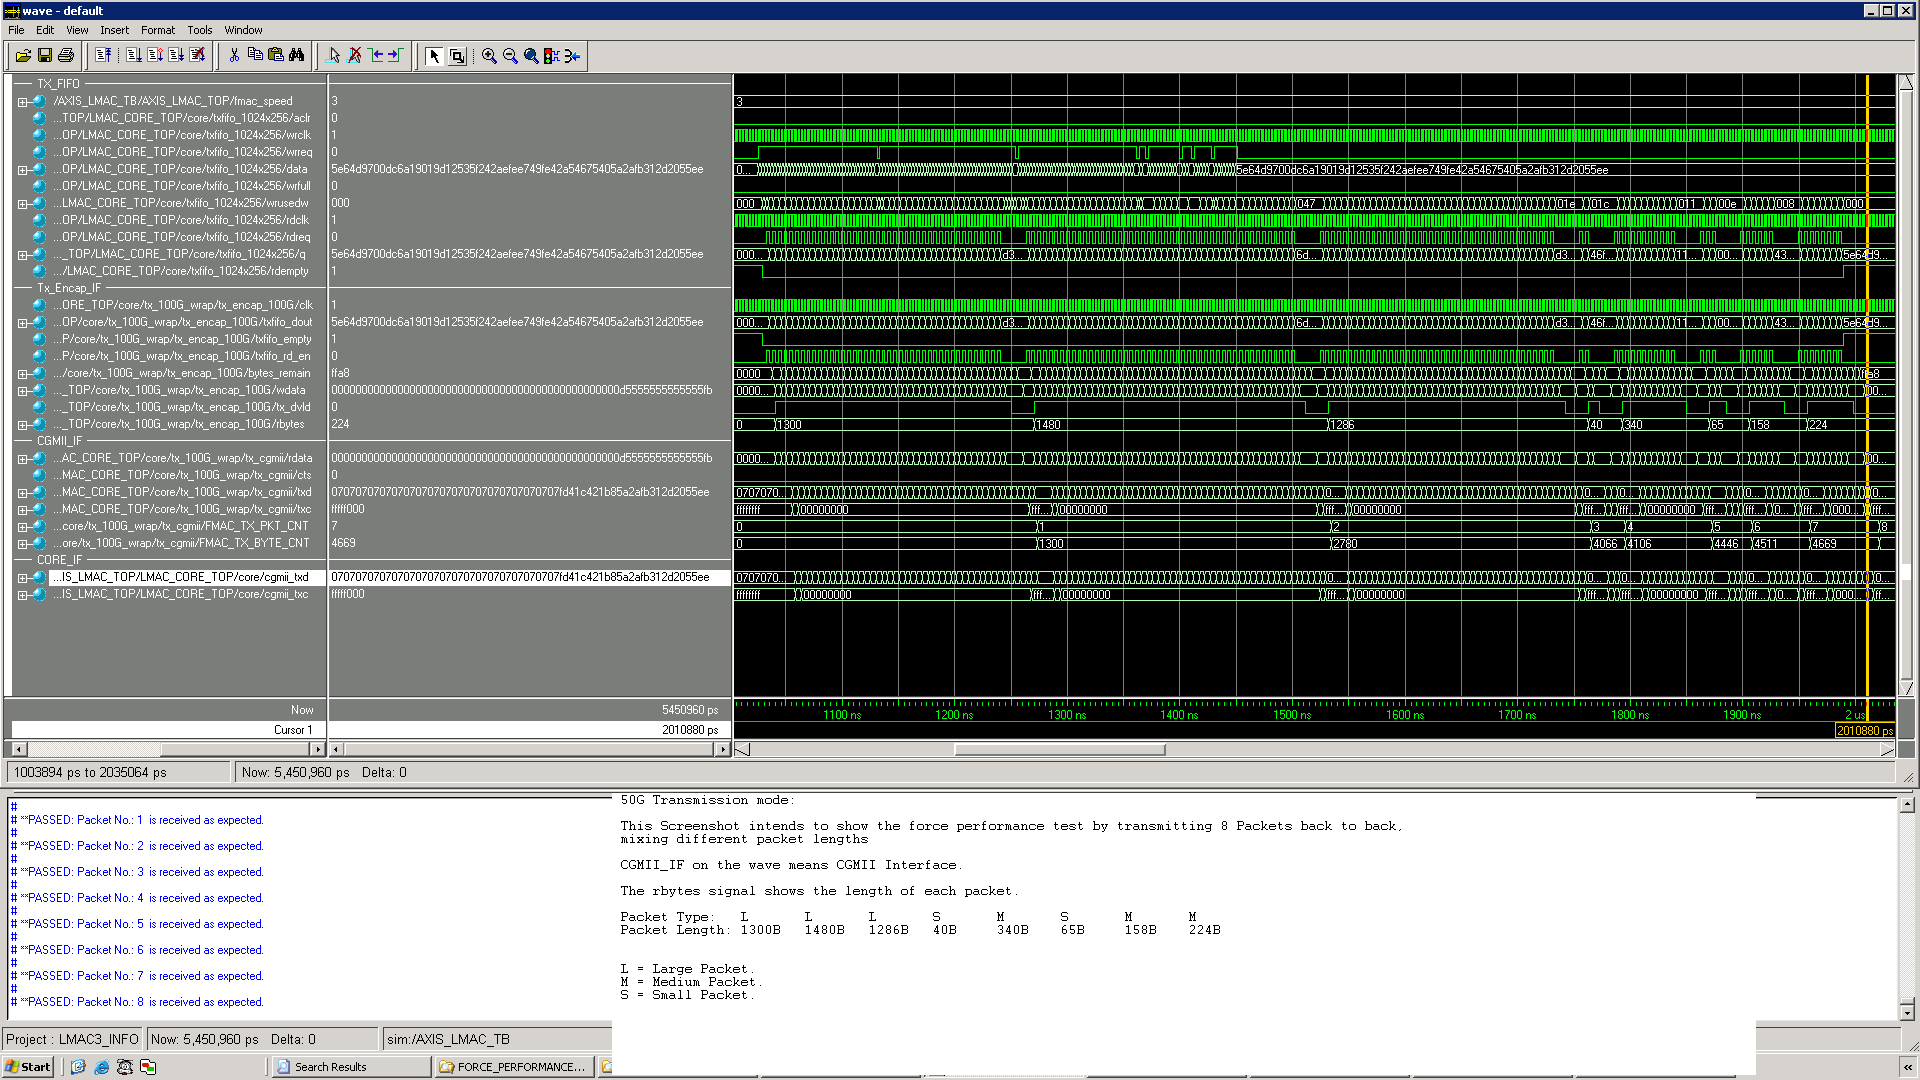 wave - default
File Edit View Insert Format Tools Window
TX_FIFO
/AXIS_LMAC_TB/AXIS_LMAC_TOP/fmac_speed 3 3
...TOP/LMAC_CORE_TOP/core/txfifo_1024x256/aclr 0
...OP/LMAC_CORE_TOP/core/txfifo_1024x256/wrclk 1
...OP/LMAC_CORE_TOP/core/txfifo_1024x256/wrreq 0
...OP/LMAC_CORE_TOP/core/txfifo_1024x256/data 5e64d9700dc6a19019d12535f242aefee749fe42a54675405a2afb312d2055ee 0... 5e64d9700dc6a19019d12535f242aefee749fe42a54675405a2afb312d2055ee
...OP/LMAC_CORE_TOP/core/txfifo_1024x256/wrfull 0
...LMAC_CORE_TOP/core/txfifo_1024x256/wrusedw 000 000 047 01e 01c 011 00e 008 000
...OP/LMAC_CORE_TOP/core/txfifo_1024x256/rdclk 1
...OP/LMAC_CORE_TOP/core/txfifo_1024x256/rdreq 0
..._TOP/LMAC_CORE_TOP/core/txfifo_1024x256/q 5e64d9700dc6a19019d12535f242aefee749fe42a54675405a2afb312d2055ee 000... d3... 6d... d3... 46f... 11... 00... 43... 5e64d9...
.../LMAC_CORE_TOP/core/txfifo_1024x256/rdempty 1
Tx_Encap_IF
...ORE_TOP/core/tx_100G_wrap/tx_encap_100G/clk 1
...OP/core/tx_100G_wrap/tx_encap_100G/txfifo_dout 5e64d9700dc6a19019d12535f242aefee749fe42a54675405a2afb312d2055ee 000... d3... 6d... d3... 46f... 11... 00... 43... 5e64d9...
...P/core/tx_100G_wrap/tx_encap_100G/txfifo_empty 1
...P/core/tx_100G_wrap/tx_encap_100G/txfifo_rd_en 0
.../core/tx_100G_wrap/tx_encap_100G/bytes_remain ffa8 0000 ffa8
..._TOP/core/tx_100G_wrap/tx_encap_100G/wdata 0000... 00...
..._TOP/core/tx_100G_wrap/tx_encap_100G/tx_dvld 0
..._TOP/core/tx_100G_wrap/tx_encap_100G/rbytes 224 0 1300 1480 1286 40 340 65 158 224
CGMII_IF
...AC_CORE_TOP/core/tx_100G_wrap/tx_cgmii/rdata 0000... 00...
...MAC_CORE_TOP/core/tx_100G_wrap/tx_cgmii/cts 0
...MAC_CORE_TOP/core/tx_100G_wrap/tx_cgmii/txd 0707070707070707070707070707070707070707fd41c421b85a2afb312d2055ee 0707070... 0... 0... 0... 0...
...MAC_CORE_TOP/core/tx_100G_wrap/tx_cgmii/txc fffff000 ffffffff 00000000 fff... 00000000 fff... 00000000 fff... fff... 00000000 fff... fff... 0... fff... 000... fff...
...core/tx_100G_wrap/tx_cgmii/FMAC_TX_PKT_CNT 7 0 1 2 3 4 5 6 7 8
...ore/tx_100G_wrap/tx_cgmii/FMAC_TX_BYTE_CNT 4669 0 1300 2780 4066 4106 4446 4511 4669
CORE_IF
...IS_LMAC_TOP/LMAC_CORE_TOP/core/cgmii_txd 0707070707070707070707070707070707070707fd41c421b85a2afb312d2055ee 0707070... 0... 0... 0... 0...
...IS_LMAC_TOP/LMAC_CORE_TOP/core/cgmii_txc fffff000 ffffffff 00000000 fff... 00000000 fff... 00000000 fff... fff... 00000000 fff... fff... 0... fff... 000... ff...
Now 5450960 ps 1100 ns 1200 ns 1300 ns 1400 ns 1500 ns 1600 ns 1700 ns 1800 ns 1900 ns 2 us
Cursor 1 2010880 ps 2010880 ps
1003894 ps to 2035064 ps Now: 5,450,960 ps Delta: 0
#
# **PASSED: Packet No.: 1 is received as expected.
#
# **PASSED: Packet No.: 2 is received as expected.
#
# **PASSED: Packet No.: 3 is received as expected.
#
# **PASSED: Packet No.: 4 is received as expected.
#
# **PASSED: Packet No.: 5 is received as expected.
#
# **PASSED: Packet No.: 6 is received as expected.
#
# **PASSED: Packet No.: 7 is received as expected.
#
# **PASSED: Packet No.: 8 is received as expected.
50G Transmission mode:
This Screenshot intends to show the force performance test by transmitting 8 Packets back to back,
mixing different packet lengths
CGMII_IF on the wave means CGMII Interface.
The rbytes signal shows the length of each packet.
Packet Type: L L L S M S M M
Packet Length: 1300B 1480B 1286B 40B 340B 65B 158B 224B
L = Large Packet.
M = Medium Packet.
S = Small Packet.
Project : LMAC3_INFO Now: 5,450,960 ps Delta: 0 sim:/AXIS_LMAC_TB
Start Search Results FORCE_PERFORMANCE...